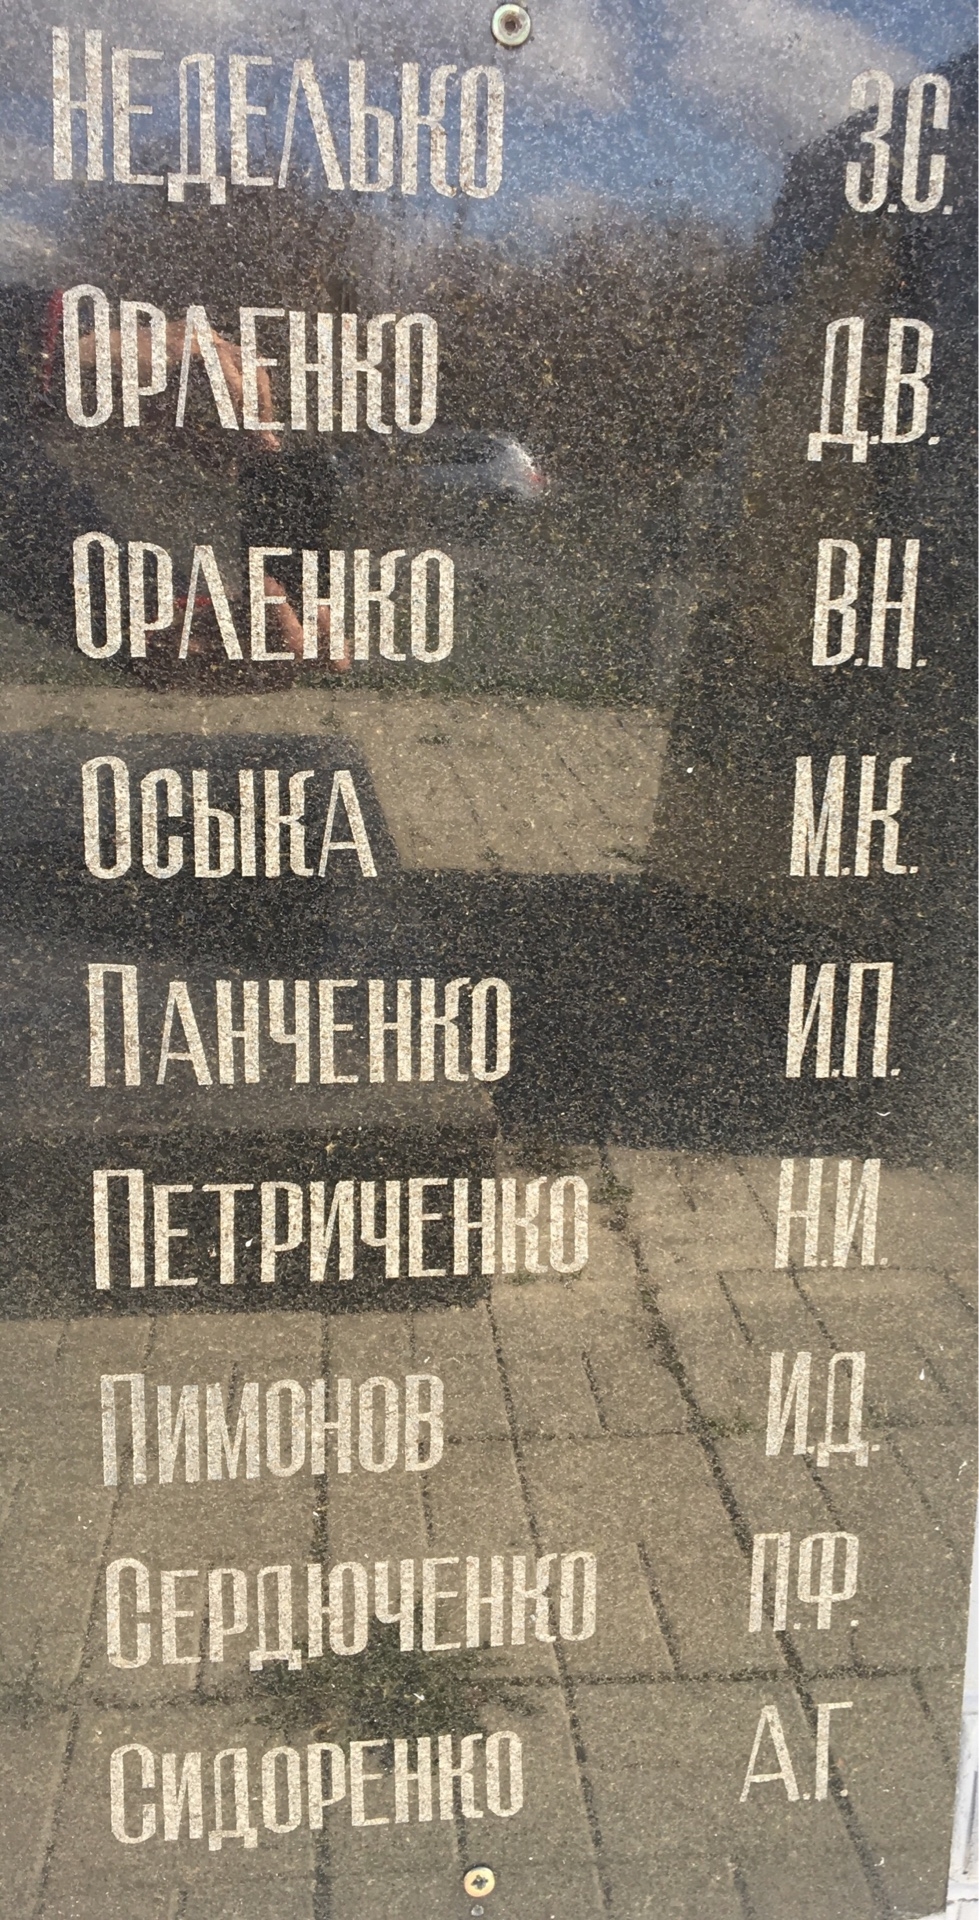 Неделько З.С.
Орленко Д.В.
Орленко В.Н.
Осыка М.К.
Панченко И.П.
Петриченко Н.И.
Пимонов И.Д.
Сердюченко П.Ф.
Сидоренко А.Г.